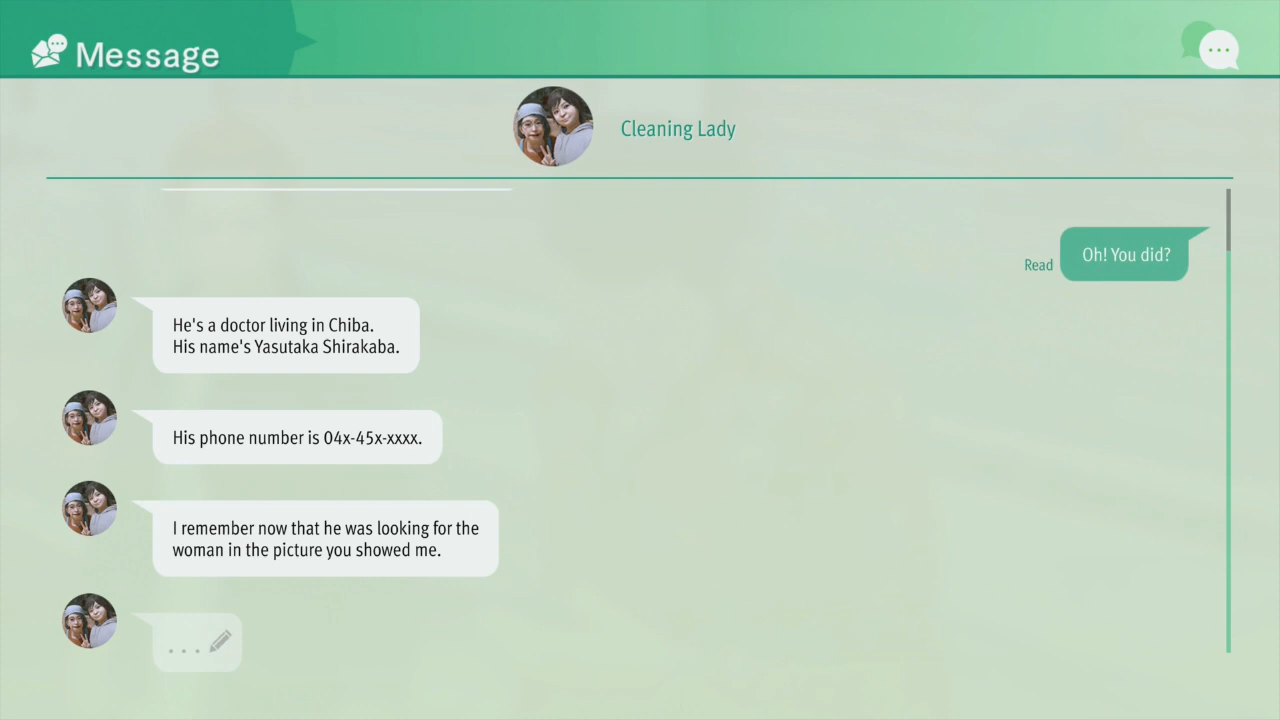 Message
Cleaning Lady
Oh! You did?
Read
He's a doctor living in Chiba.
His name's Yasutaka Shirakaba.
His phone number is 04x-45x-xxxx.
I remember now that he was looking for the
woman in the picture you showed me.
...